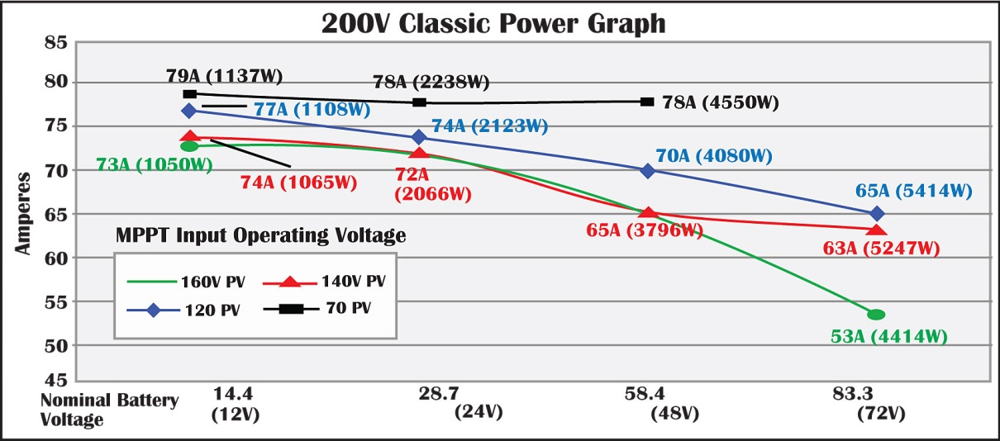 200V Classic Power Graph
85
80
75
70
65
60
55
50
45
Amperes
79A (1137W)
78A (2238W)
78A (4550W)
77A (1108W)
74A (2123W)
70A (4080W)
65A (5414W)
73A (1050W)
74A (1065W)
72A
(2066W)
65A (3796W)
63A (5247W)
53A (4414W)
MPPT Input Operating Voltage
160V PV
140V PV
120 PV
70 PV
Nominal Battery
Voltage
14.4
(12V)
28.7
(24V)
58.4
(48V)
83.3
(72V)